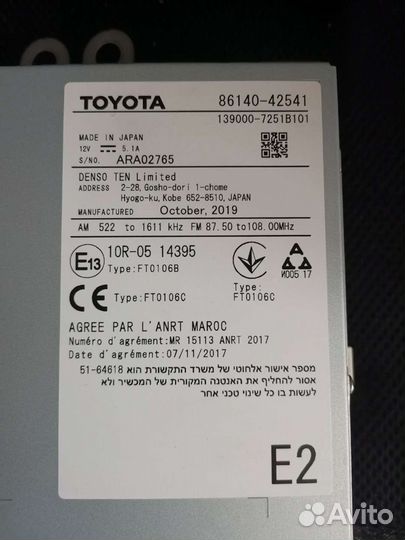 TOYOTA 86140-42541
139000-7251B101
MADE IN JAPAN
12V 5.1A
S/NO. ARA02765
DENSO TEN Limited
ADDRESS 2-28, Gosho-dori 1-chome
Hyogo-ku, Kobe 652-8510, JAPAN
MANUFACTURED October, 2019
AM 522 to 1611 kHz FM 87.50 to108.00MHz
E13 10R-05 14395
Type:FT0106B
И005 17
CE Type:FT0106C
Type:
FT0106C
AGREE PAR L'ANRT MAROC
Numéro d'agrément:MR 15113 ANRT 2017
Date d'agrément:07/11/2017
מספר אישור אלחוטי של משרד התקשורת הוא 51-64618
אסור להחליף את האנטנה המקורית של המכשיר ולא
לעשות בו כל שינוי טכני אחר
E2
Avito